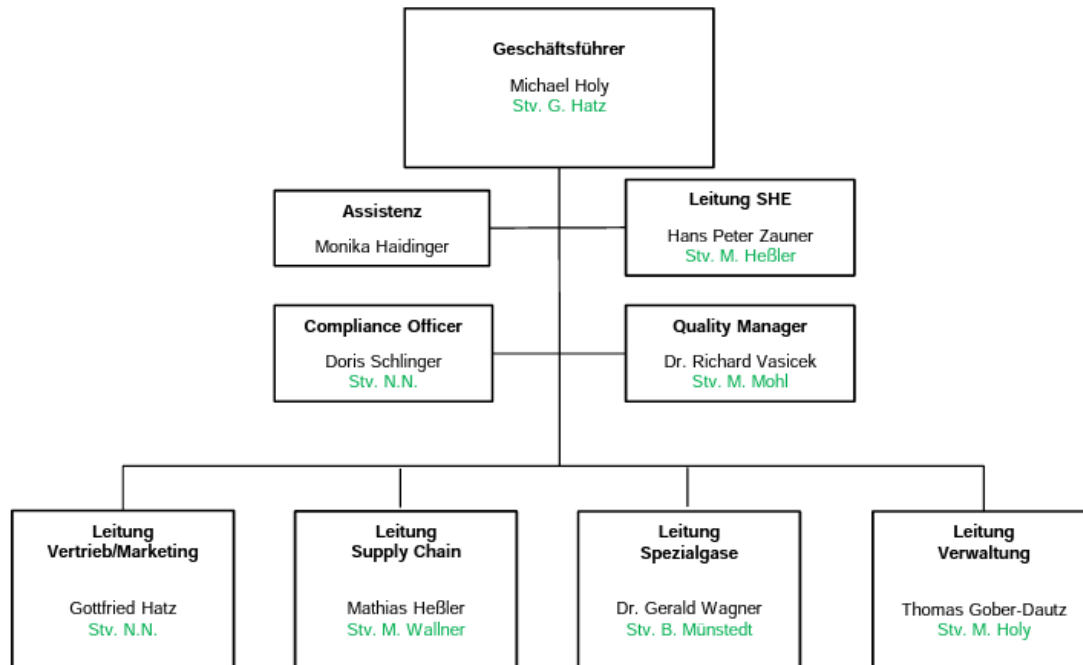 Geschäftsführer
Michael Holy
Stv. G. Hatz
Assistenz
Monika Haidinger
Leitung SHE
Hans Peter Zauner
Stv. M. Heßler
Compliance Officer
Doris Schlinger
Stv. N.N.
Quality Manager
Dr. Richard Vasicek
Stv. M. Mohl
Leitung
Vertrieb/Marketing
Gottfried Hatz
Stv. N.N.
Leitung
Supply Chain
Mathias Heßler
Stv. M. Wallner
Leitung
Spezialgase
Dr. Gerald Wagner
Stv. B. Münstedt
Leitung
Verwaltung
Thomas Gober-Dautz
Stv. M. Holy